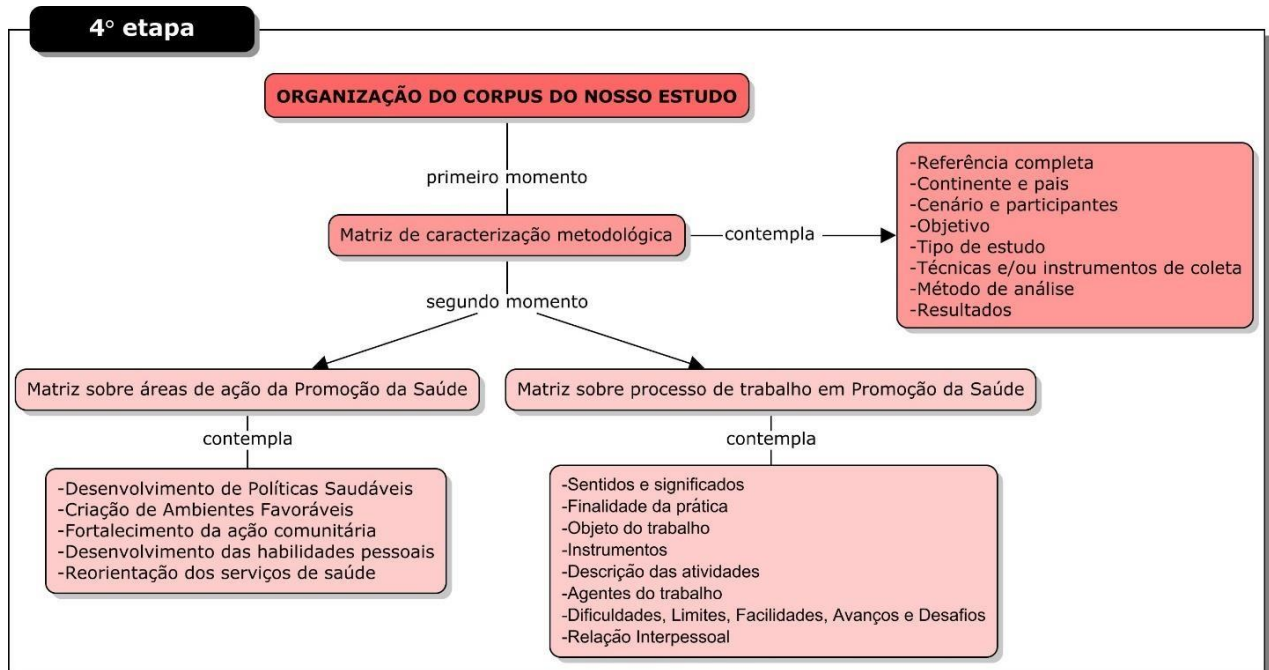 4° etapa
ORGANIZAÇÃO DO CORPUS DO NOSSO ESTUDO
primeiro momento
Matriz de caracterização metodológica
contempla
-Referência completa
-Continente e pais
-Cenário e participantes
-Objetivo
-Tipo de estudo
-Técnicas e/ou instrumentos de coleta
-Método de análise
-Resultados
segundo momento
Matriz sobre áreas de ação da Promoção da Saúde
contempla
-Desenvolvimento de Políticas Saudáveis
-Criação de Ambientes Favoráveis
-Fortalecimento da ação comunitária
-Desenvolvimento das habilidades pessoais
-Reorientação dos serviços de saúde
Matriz sobre processo de trabalho em Promoção da Saúde
contempla
-Sentidos e significados
-Finalidade da prática
-Objeto do trabalho
-Instrumentos
-Descrição das atividades
-Agentes do trabalho
-Dificuldades, Limites, Facilidades, Avanços e Desafios
-Relação Interpessoal